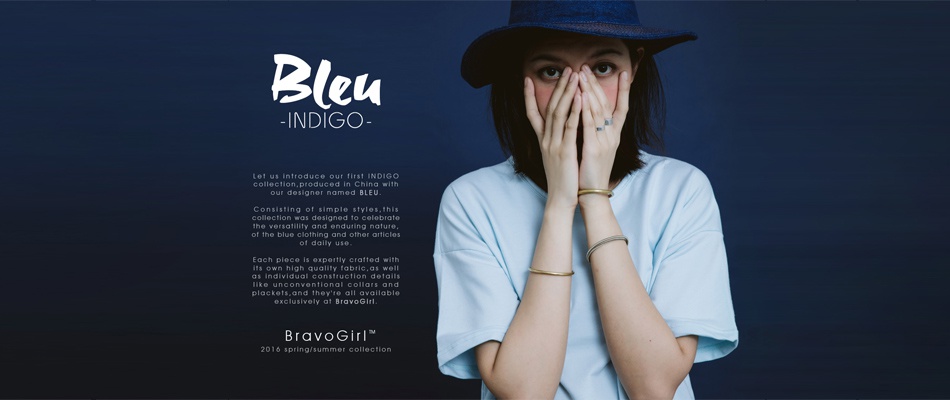 Bleu
-INDIGO-
Let us introduce our first INDIGO
collection,produced in China with
our designer named BLEU.
Consisting of simple styles,this
collection was designed to celebrate
the versatility and enduring nature,
of the blue clothing and other articles
of daily use.
Each piece is expertly crafted with
its own high quality fabric,as well
as individual construction details
like unconventional collars and
plackets,and they're all available
exclusively at BravoGirl.
BravoGirl™
2016 spring/summer collection